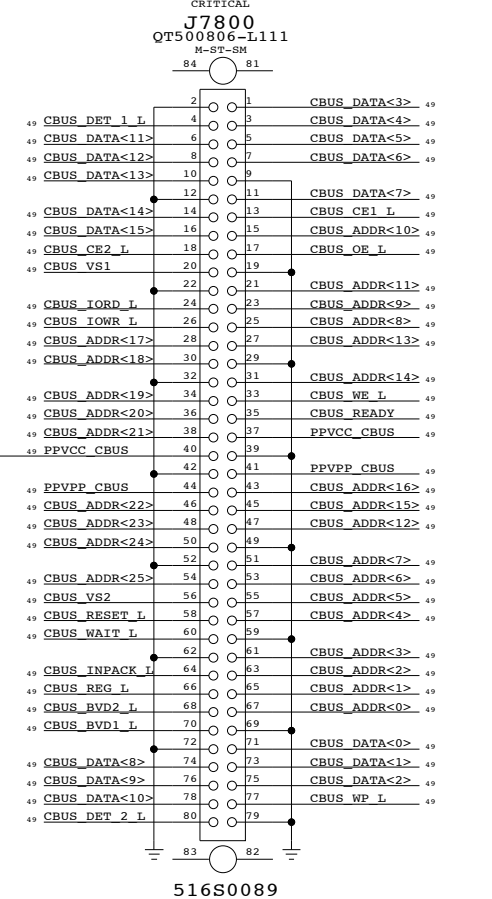 CRITICAL
J7800
QT500806-L111
M-ST-SM
84 81
2 1 CBUS_DATA<3> 49
49 CBUS_DET_1_L 4 3 CBUS_DATA<4> 49
49 CBUS_DATA<11> 6 5 CBUS_DATA<5> 49
49 CBUS_DATA<12> 8 7 CBUS_DATA<6> 49
49 CBUS_DATA<13> 10 9
12 11 CBUS_DATA<7> 49
49 CBUS_DATA<14> 14 13 CBUS_CE1_L 49
49 CBUS_DATA<15> 16 15 CBUS_ADDR<10> 49
49 CBUS_CE2_L 18 17 CBUS_OE_L 49
49 CBUS_VS1 20 19
22 21 CBUS_ADDR<11> 49
49 CBUS_IORD_L 24 23 CBUS_ADDR<9> 49
49 CBUS_IOWR_L 26 25 CBUS_ADDR<8> 49
49 CBUS_ADDR<17> 28 27 CBUS_ADDR<13> 49
49 CBUS_ADDR<18> 30 29
32 31 CBUS_ADDR<14> 49
49 CBUS_ADDR<19> 34 33 CBUS_WE_L 49
49 CBUS_ADDR<20> 36 35 CBUS_READY 49
49 CBUS_ADDR<21> 38 37 PPVCC_CBUS 49
49 PPVCC_CBUS 40 39
42 41 PPVPP_CBUS 49
49 PPVPP_CBUS 44 43 CBUS_ADDR<16> 49
49 CBUS_ADDR<22> 46 45 CBUS_ADDR<15> 49
49 CBUS_ADDR<23> 48 47 CBUS_ADDR<12> 49
49 CBUS_ADDR<24> 50 49
52 51 CBUS_ADDR<7> 49
49 CBUS_ADDR<25> 54 53 CBUS_ADDR<6> 49
49 CBUS_VS2 56 55 CBUS_ADDR<5> 49
49 CBUS_RESET_L 58 57 CBUS_ADDR<4> 49
49 CBUS_WAIT_L 60 59
62 61 CBUS_ADDR<3> 49
49 CBUS_INPACK_L 64 63 CBUS_ADDR<2> 49
49 CBUS_REG_L 66 65 CBUS_ADDR<1> 49
49 CBUS_BVD2_L 68 67 CBUS_ADDR<0> 49
49 CBUS_BVD1_L 70 69
72 71 CBUS_DATA<0> 49
49 CBUS_DATA<8> 74 73 CBUS_DATA<1> 49
49 CBUS_DATA<9> 76 75 CBUS_DATA<2> 49
49 CBUS_DATA<10> 78 77 CBUS_WP_L 49
49 CBUS_DET_2_L 80 79
83 82
516S0089